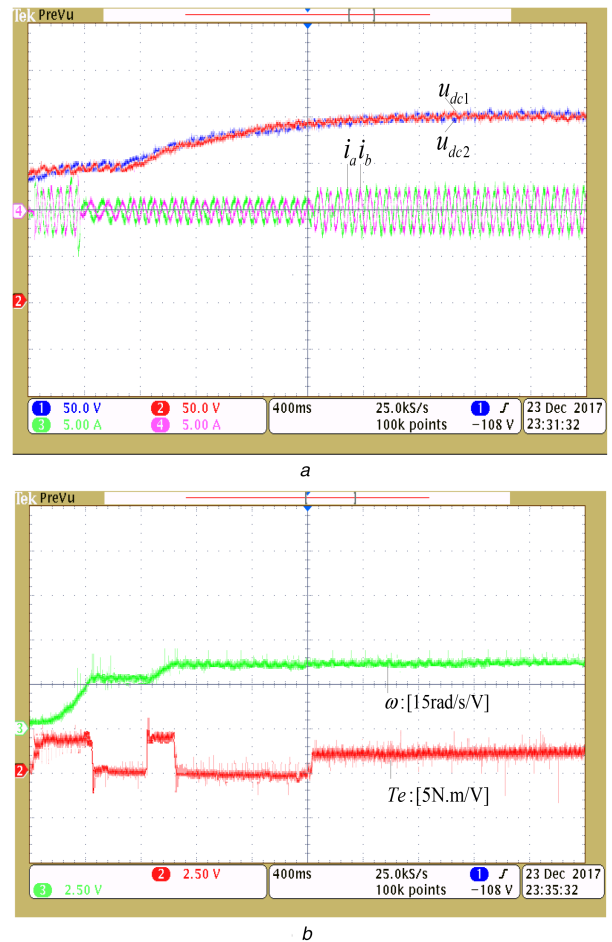 Tek PreVu
u_dc1
u_dc2
i_a i_b
4
2
1 50.0 V 2 50.0 V 400ms 25.0kS/s 1 23 Dec 2017
3 5.00 A 4 5.00 A 100k points −108 V 23:31:32
a
Tek PreVu
ω:[15rad/s/V]
3
2
Te:[5N.m/V]
2 2.50 V 400ms 25.0kS/s 1 23 Dec 2017
3 2.50 V 100k points −108 V 23:35:32
b